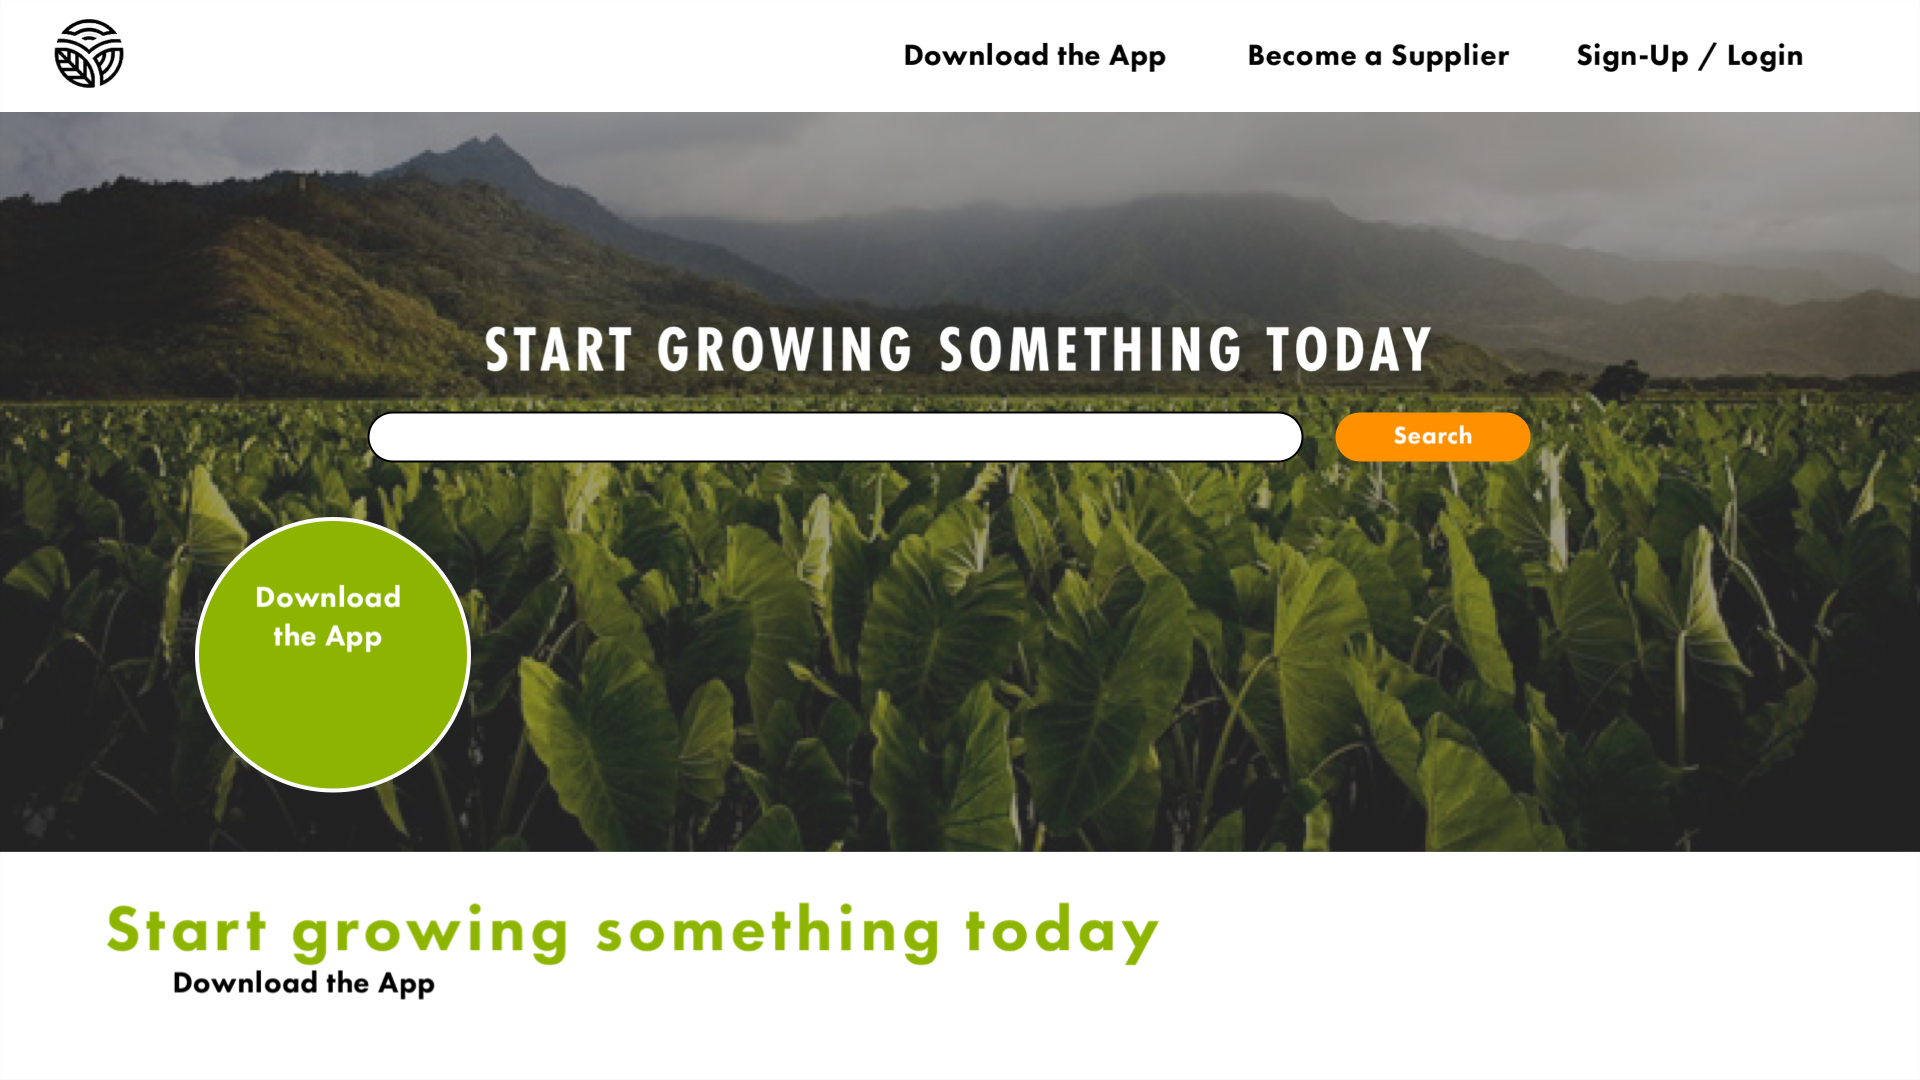 Download the App
Become a Supplier
Sign-Up / Login
START GROWING SOMETHING TODAY
Search
Download
the App
Start growing something today
Download the App